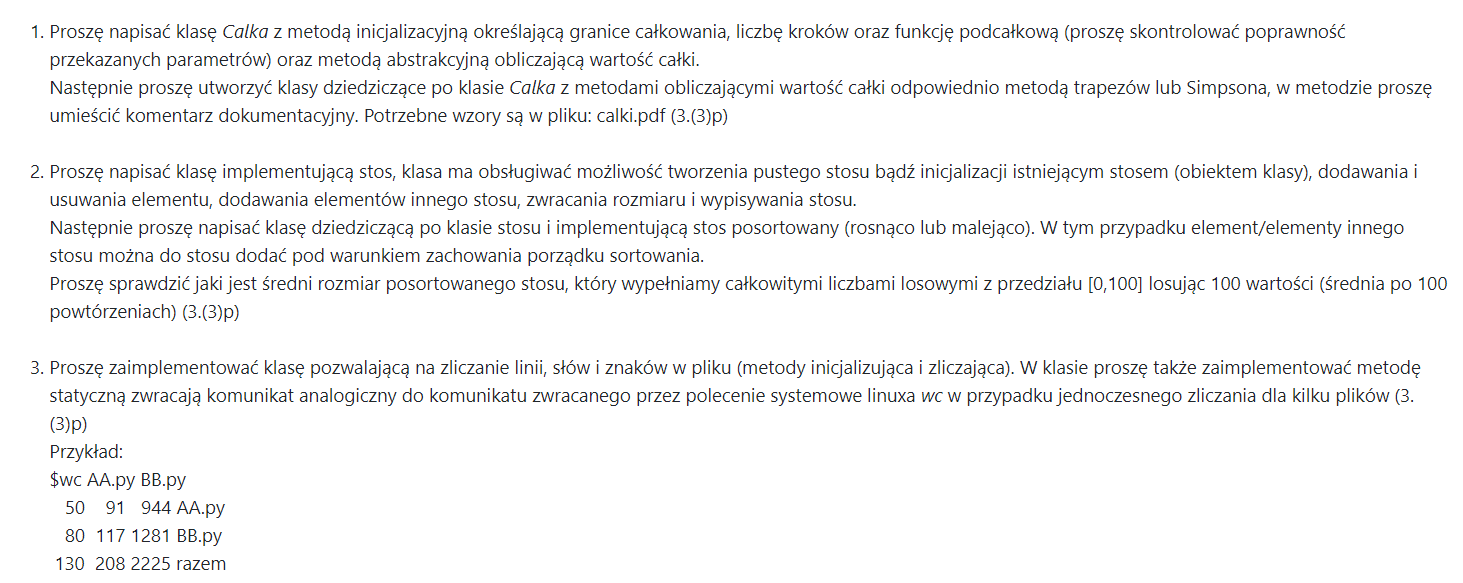 1. Proszę napisać klasę Calka z metodą inicjalizacyjną określającą granice całkowania, liczbę kroków oraz funkcję podcałkową (proszę skontrolować poprawność
przekazanych parametrów) oraz metodą abstrakcyjną obliczającą wartość całki.
Następnie proszę utworzyć klasy dziedziczące po klasie Calka z metodami obliczającymi wartość całki odpowiednio metodą trapezów lub Simpsona, w metodzie proszę
umieścić komentarz dokumentacyjny. Potrzebne wzory są w pliku: calki.pdf (3.(3)p)
2. Proszę napisać klasę implementującą stos, klasa ma obsługiwać możliwość tworzenia pustego stosu bądź inicjalizacji istniejącym stosem (obiektem klasy), dodawania i
usuwania elementu, dodawania elementów innego stosu, zwracania rozmiaru i wypisywania stosu.
Następnie proszę napisać klasę dziedziczącą po klasie stosu i implementującą stos posortowany (rosnąco lub malejąco). W tym przypadku element/elementy innego
stosu można do stosu dodać pod warunkiem zachowania porządku sortowania.
Proszę sprawdzić jaki jest średni rozmiar posortowanego stosu, który wypełniamy całkowitymi liczbami losowymi z przedziału [0,100] losując 100 wartości (średnia po 100
powtórzeniach) (3.(3)p)
3. Proszę zaimplementować klasę pozwalającą na zliczanie linii, słów i znaków w pliku (metody inicjalizująca i zliczająca). W klasie proszę także zaimplementować metodę
statyczną zwracają komunikat analogiczny do komunikatu zwracanego przez polecenie systemowe linuxa wc w przypadku jednoczesnego zliczania dla kilku plików (3.
(3)p)
Przykład:
$wc AA.py BB.py
50 91 944 AA.py
80 117 1281 BB.py
130 208 2225 razem